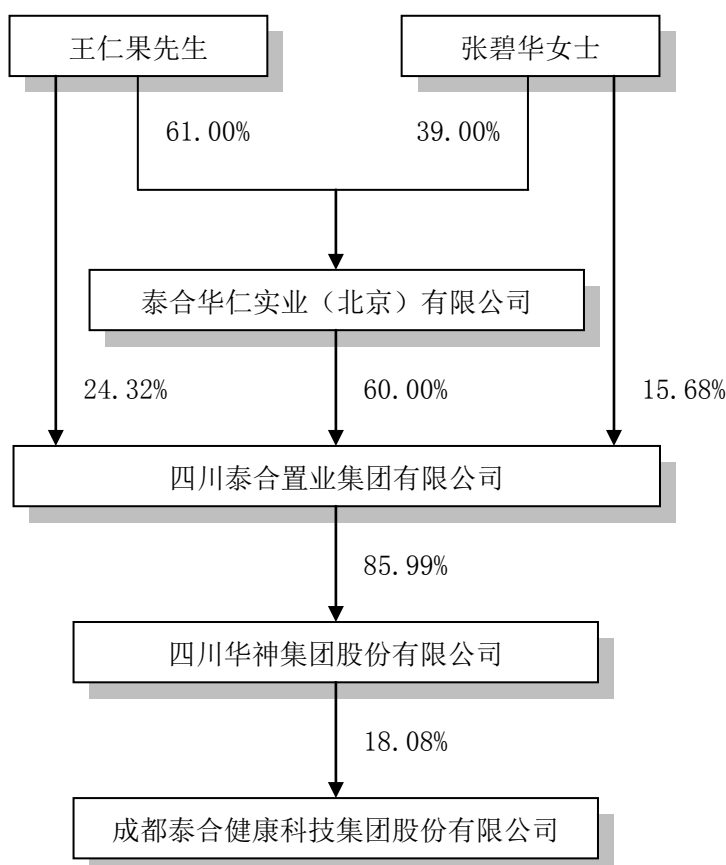 王仁果先生
张碧华女士
61.00%
39.00%
泰合华仁实业（北京）有限公司
24.32%
60.00%
15.68%
四川泰合置业集团有限公司
85.99%
四川华神集团股份有限公司
18.08%
成都泰合健康科技集团股份有限公司